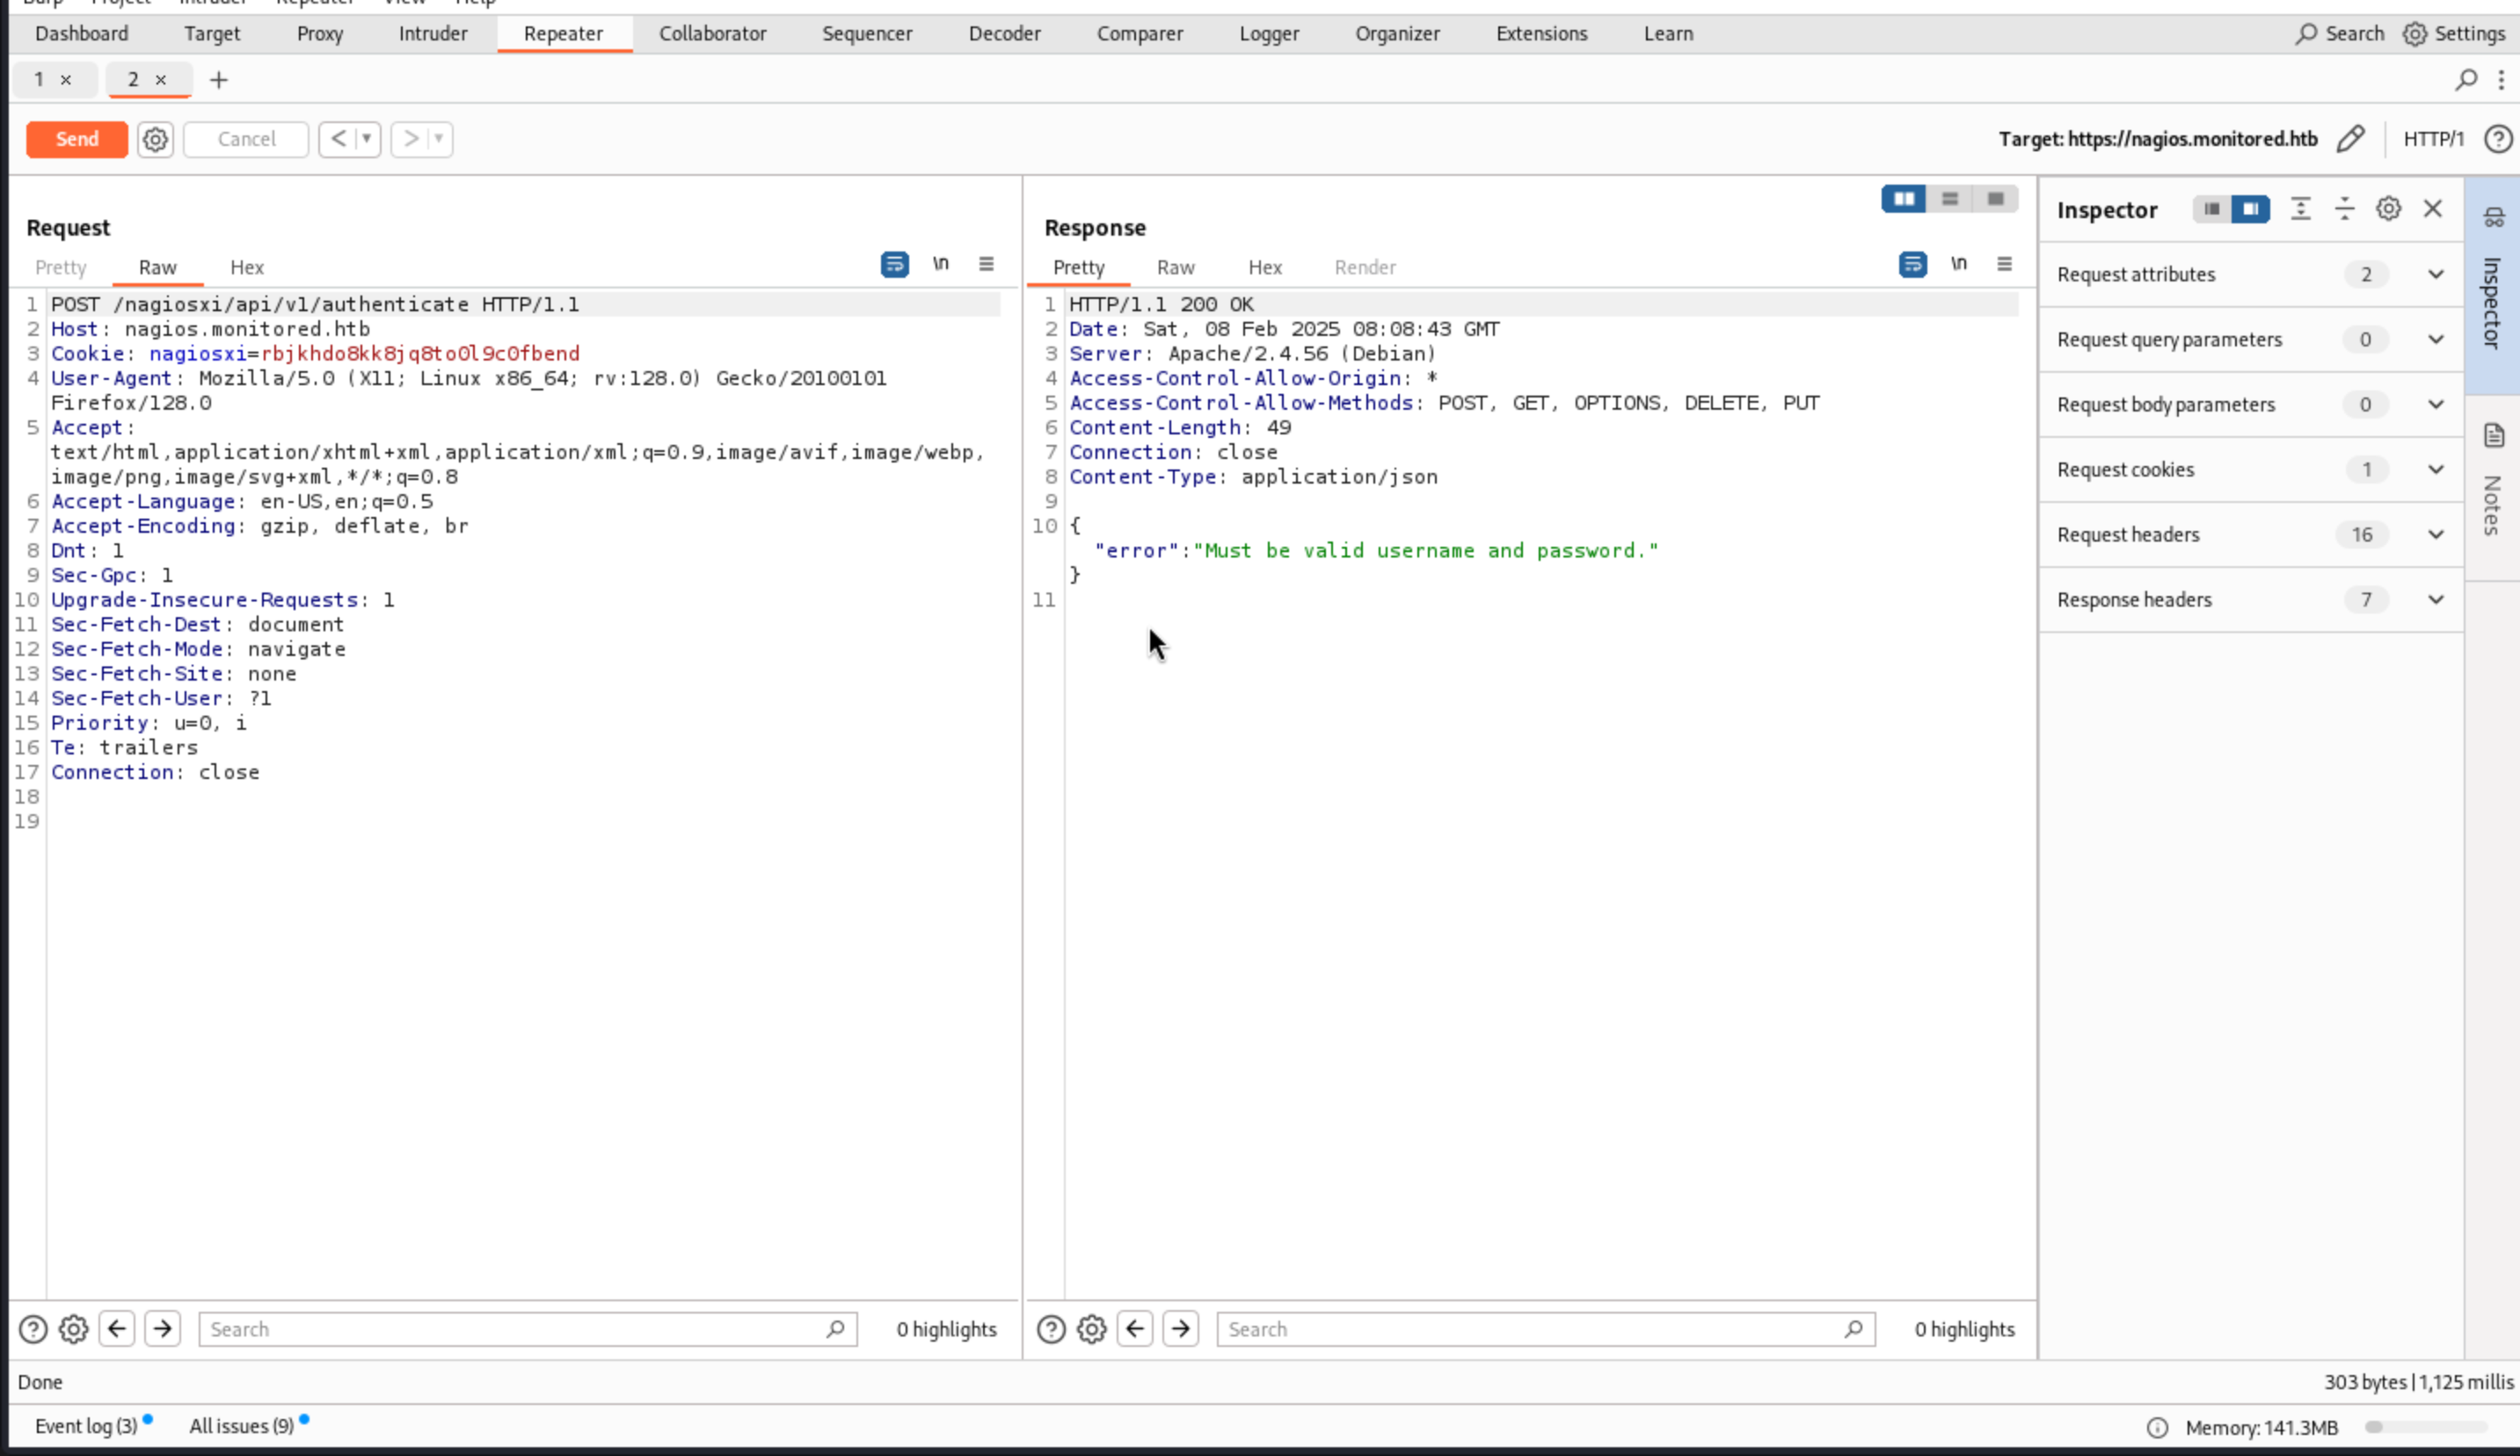 Burp Project Intruder Repeater View Help
Dashboard Target Proxy Intruder Repeater Collaborator Sequencer Decoder Comparer Logger Organizer Extensions Learn Search Settings
1 × 2 × +
Send Cancel < > Target: https://nagios.monitored.htb HTTP/1
Request
Pretty Raw Hex \n
1 POST /nagiosxi/api/v1/authenticate HTTP/1.1
2 Host: nagios.monitored.htb
3 Cookie: nagiosxi=rbjkhdo8kk8jq8to0l9c0fbend
4 User-Agent: Mozilla/5.0 (X11; Linux x86_64; rv:128.0) Gecko/20100101
Firefox/128.0
5 Accept:
text/html,application/xhtml+xml,application/xml;q=0.9,image/avif,image/webp,
image/png,image/svg+xml,*/*;q=0.8
6 Accept-Language: en-US,en;q=0.5
7 Accept-Encoding: gzip, deflate, br
8 Dnt: 1
9 Sec-Gpc: 1
10 Upgrade-Insecure-Requests: 1
11 Sec-Fetch-Dest: document
12 Sec-Fetch-Mode: navigate
13 Sec-Fetch-Site: none
14 Sec-Fetch-User: ?1
15 Priority: u=0, i
16 Te: trailers
17 Connection: close
18
19
Search 0 highlights
Response
Pretty Raw Hex Render \n
1 HTTP/1.1 200 OK
2 Date: Sat, 08 Feb 2025 08:08:43 GMT
3 Server: Apache/2.4.56 (Debian)
4 Access-Control-Allow-Origin: *
5 Access-Control-Allow-Methods: POST, GET, OPTIONS, DELETE, PUT
6 Content-Length: 49
7 Connection: close
8 Content-Type: application/json
9
10 {
"error":"Must be valid username and password."
}
11
Search 0 highlights
Inspector
Request attributes 2
Request query parameters 0
Request body parameters 0
Request cookies 1
Request headers 16
Response headers 7
Inspector
Notes
Done 303 bytes | 1,125 millis
Event log (3) All issues (9) Memory: 141.3MB